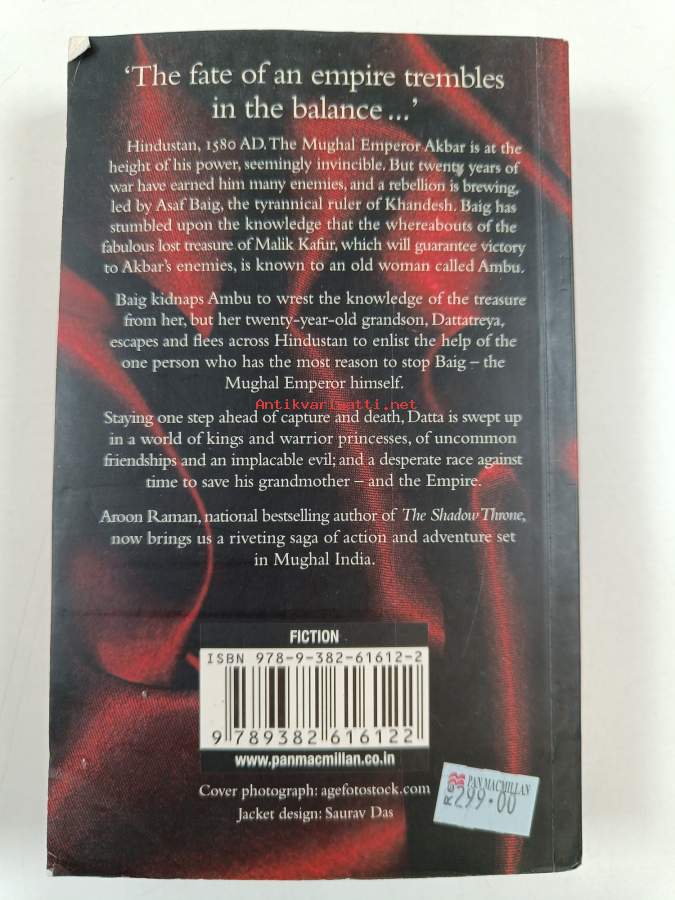 ‘The fate of an empire trembles
in the balance ...’
Hindustan, 1580 AD. The Mughal Emperor Akbar is at the
height of his power, seemingly invincible. But twenty years of
war have earned him many enemies, and a rebellion is brewing,
led by Asaf Baig, the tyrannical ruler of Khandesh. Baig has
stumbled upon the knowledge that the whereabouts of the
fabulous lost treasure of Malik Kafur, which will guarantee victory
to Akbar’s enemies, is known to an old woman called Ambu.
Baig kidnaps Ambu to wrest the knowledge of the treasure
from her, but her twenty-year-old grandson, Dattatreya,
escapes and flees across Hindustan to enlist the help of the
one person who has the most reason to stop Baig – the
Mughal Emperor himself.
Antikvariaatti.net
Staying one step ahead of capture and death, Datta is swept up
in a world of kings and warrior princesses, of uncommon
friendships and an implacable evil; and a desperate race against
time to save his grandmother – and the Empire.
Aroon Raman, national bestselling author of The Shadow Throne,
now brings us a riveting saga of action and adventure set
in Mughal India.
FICTION
ISBN 978-9-382-61612-2
9 789382 616122
www.panmacmillan.co.in
Cover photograph: agefotostock.com
Jacket design: Saurav Das
PAN MACMILLAN
299.00